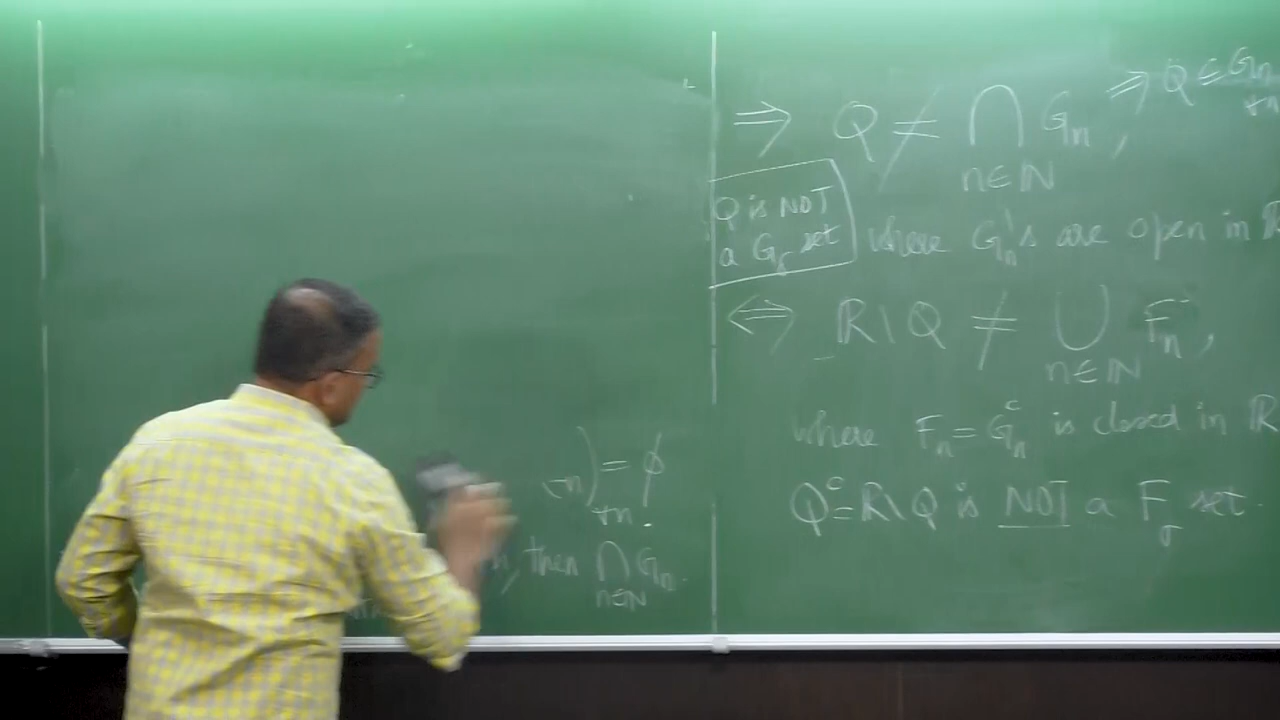 ⇒ Q ≠ ⋂ Gₙ, ⇒ Q ⊆ Gₙ
n∈ℕ ∀n
Q is NOT
a G_δ set
where Gₙ's are open in ℝ
⇔ ℝ\Q ≠ ⋃ Fₙ,
n∈ℕ
where Fₙ = Gₙᶜ is closed in ℝ
Qᶜ = ℝ\Q is NOT a F_σ set.
n) = φ
∀n.
n, then ⋂ Gₙ.
n∈ℕ